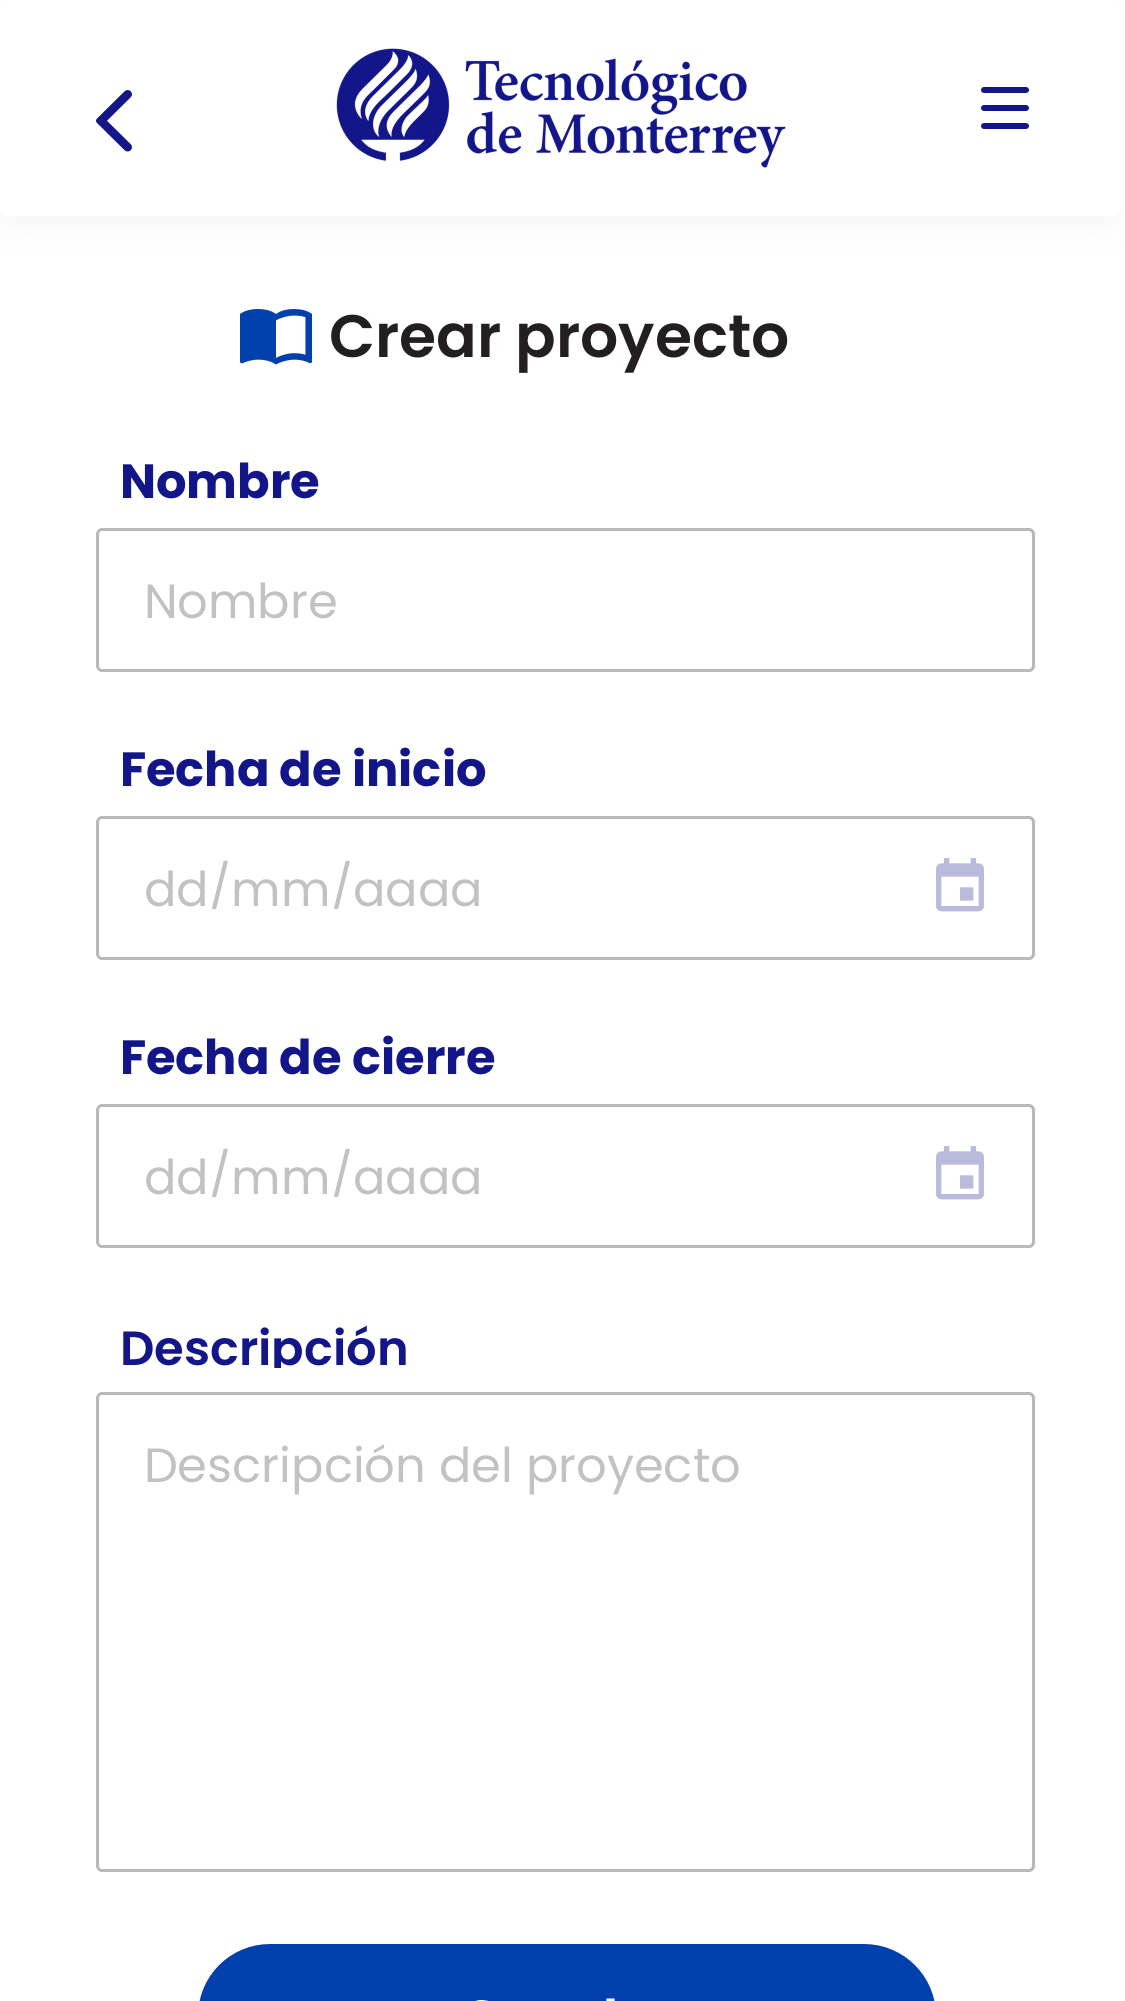 Tecnológico
de Monterrey
Crear proyecto
Nombre
Nombre
Fecha de inicio
dd/mm/aaaa
Fecha de cierre
dd/mm/aaaa
Descripción
Descripción del proyecto